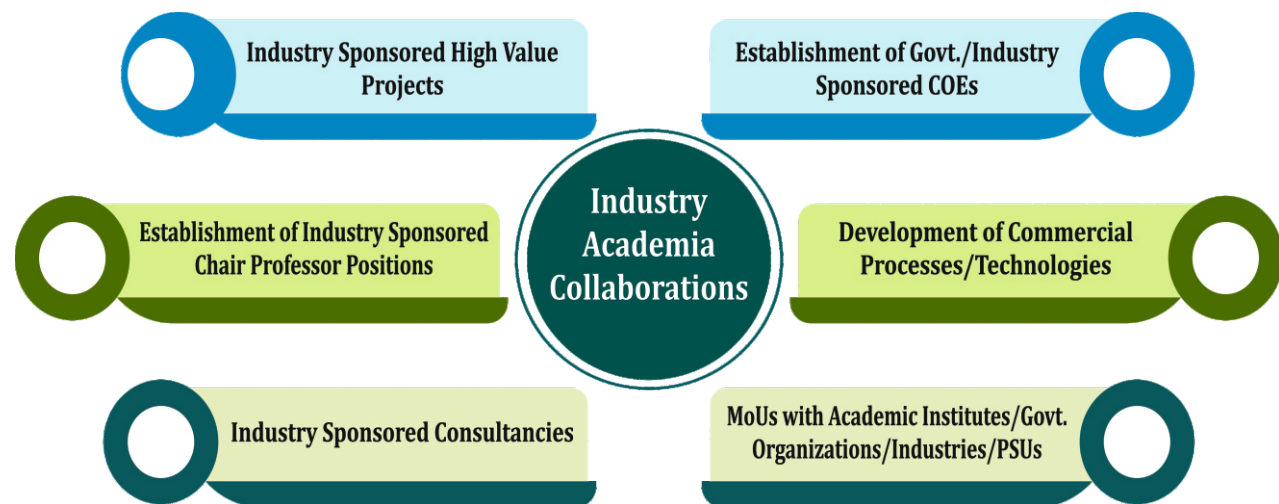 Industry Sponsored High Value
Projects
Establishment of Govt./Industry
Sponsored COEs
Establishment of Industry Sponsored
Chair Professor Positions
Industry
Academia
Collaborations
Development of Commercial
Processes/Technologies
Industry Sponsored Consultancies
MoUs with Academic Institutes/Govt.
Organizations/Industries/PSUs